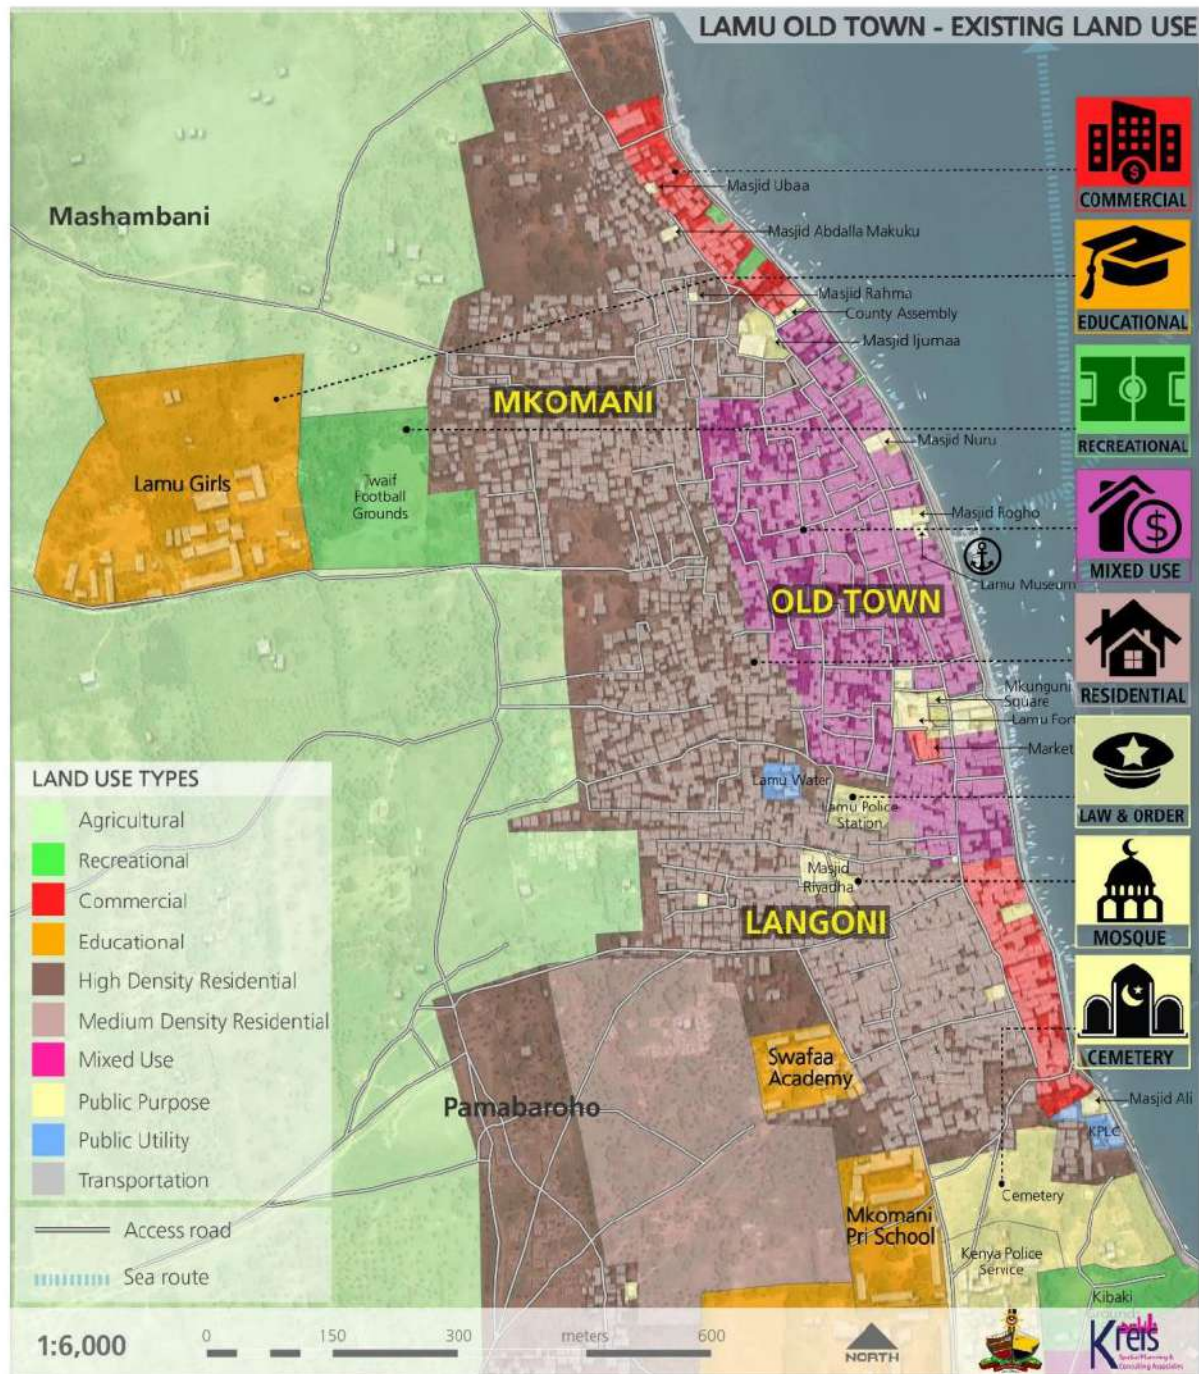 LAMU OLD TOWN - EXISTING LAND USE
COMMERCIAL
EDUCATIONAL
RECREATIONAL
MIXED USE
RESIDENTIAL
LAW & ORDER
MOSQUE
CEMETERY
Mashambani
Masjid Ubaa
Masjid Abdalla Makuku
Masjid Rahma
County Assembly
Masjid Ijumaa
MKOMANI
Masjid Nuru
Lamu Girls
Twaif
Football
Grounds
Masjid Rogho
Lamu Museum
OLD TOWN
Mkunguni
Square
Lamu Fort
Market
Lamu Water
Lamu Police
Station
Masjid
Riyadha
LANGONI
Swafaa
Academy
Pamabaroho
Masjid Ali
KPLC
Cemetery
Mkomani
Pri School
Kenya Police
Service
Kibaki
Grounds
LAND USE TYPES
Agricultural
Recreational
Commercial
Educational
High Density Residential
Medium Density Residential
Mixed Use
Public Purpose
Public Utility
Transportation
Access road
Sea route
1:6,000
0 150 300 meters 600
NORTH
Kreis
Spatial Planning &
Consulting Associates